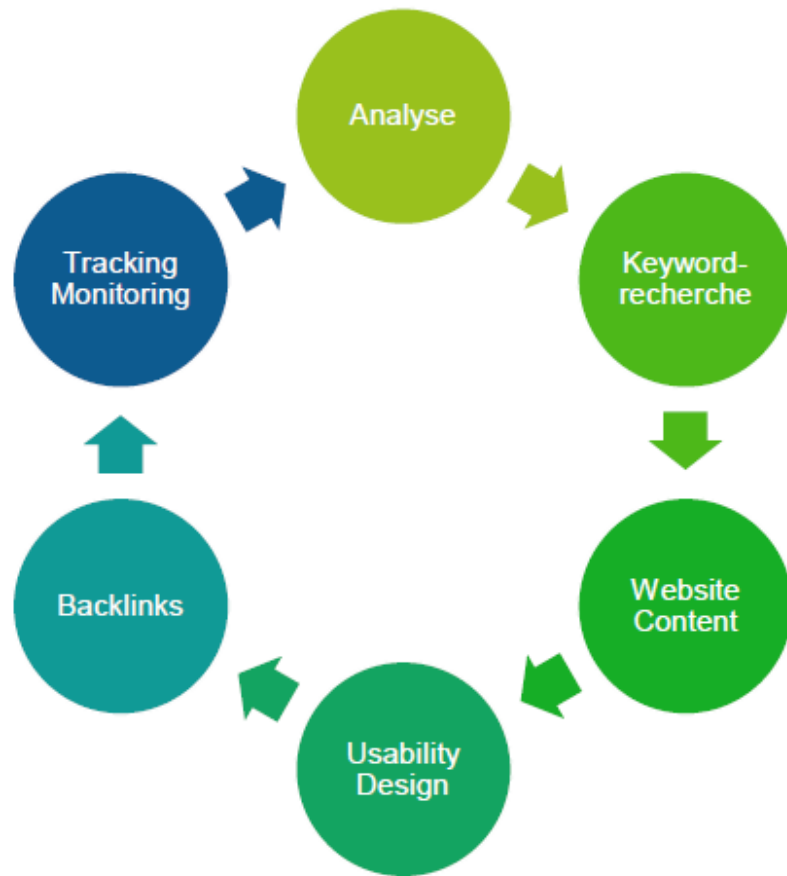 Analyse
Keyword-
recherche
Website
Content
Usability
Design
Backlinks
Tracking
Monitoring